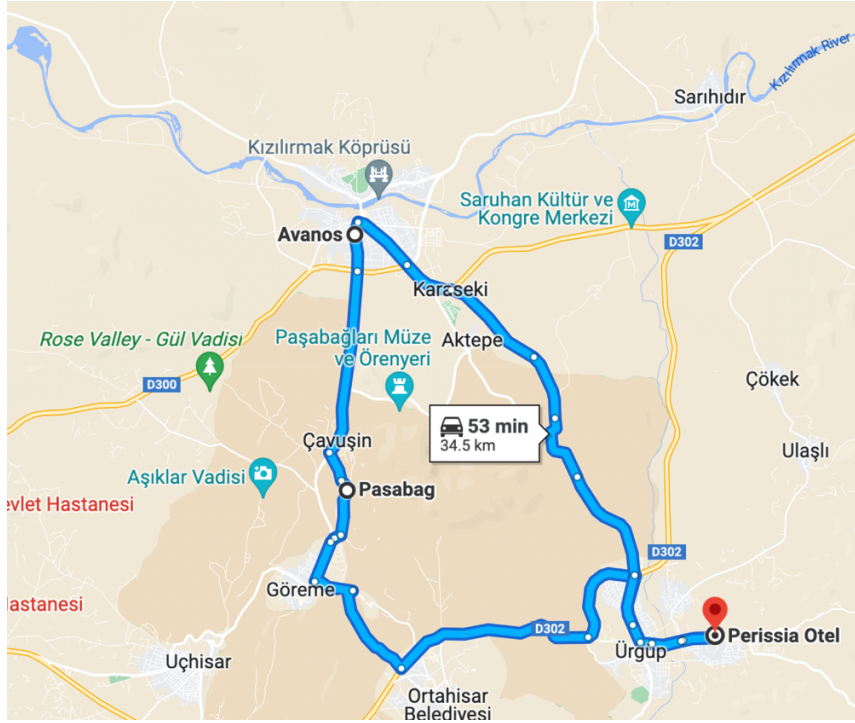 Kızılırmak River
Sarıhıdır
Kızılırmak Köprüsü
Saruhan Kültür ve
Kongre Merkezi
Avanos
D302
Karaseki
Rose Valley - Gül Vadisi
Paşabağları Müze
ve Örenyeri
Aktepe
D300
Çökek
53 min
34.5 km
Çavuşin
Ulaşlı
Aşıklar Vadisi
Pasabag
evlet Hastanesi
D302
Göreme
Hastanesi
D302
Perissia Otel
Ürgüp
Uçhisar
Ortahisar
Belediyesi